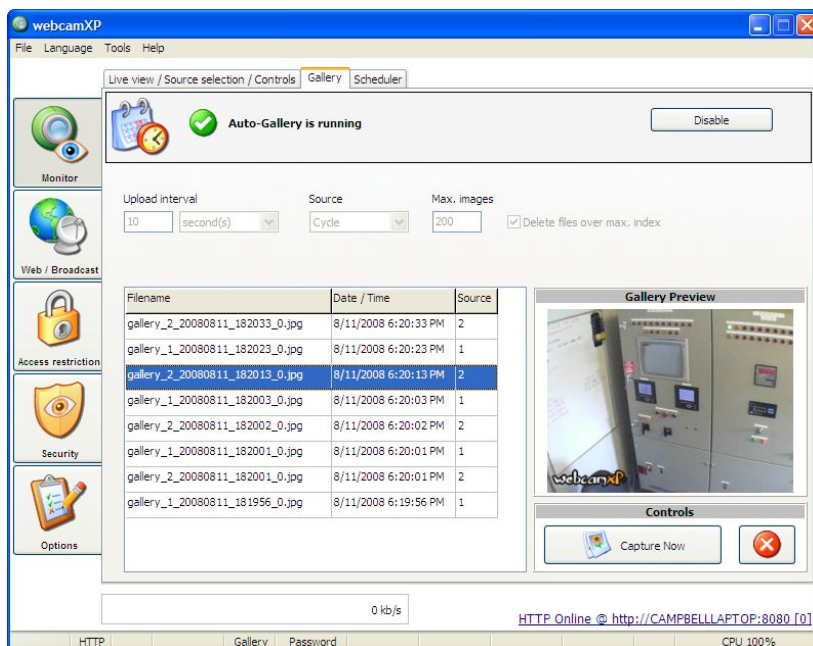 webcamXP
File Language Tools Help
Live view / Source selection / Controls Gallery Scheduler
Auto-Gallery is running
Disable
Monitor
Upload interval Source Max. images
10 second(s) Cycle 200 Delete files over max. index
Web / Broadcast
Filename Date / Time Source
gallery_2_20080811_182033_0.jpg 8/11/2008 6:20:33 PM 2
gallery_1_20080811_182023_0.jpg 8/11/2008 6:20:23 PM 1
gallery_2_20080811_182013_0.jpg 8/11/2008 6:20:13 PM 2
gallery_1_20080811_182003_0.jpg 8/11/2008 6:20:03 PM 1
gallery_2_20080811_182002_0.jpg 8/11/2008 6:20:02 PM 2
gallery_1_20080811_182001_0.jpg 8/11/2008 6:20:01 PM 1
gallery_2_20080811_182001_0.jpg 8/11/2008 6:20:01 PM 2
gallery_1_20080811_181956_0.jpg 8/11/2008 6:19:56 PM 1
Gallery Preview
webcamXP
Access restriction
Security
Controls
Capture Now
Options
0 kb/s
HTTP Online @ http://CAMPBELLLAPTOP:8080 [0]
HTTP Gallery Password CPU 100%